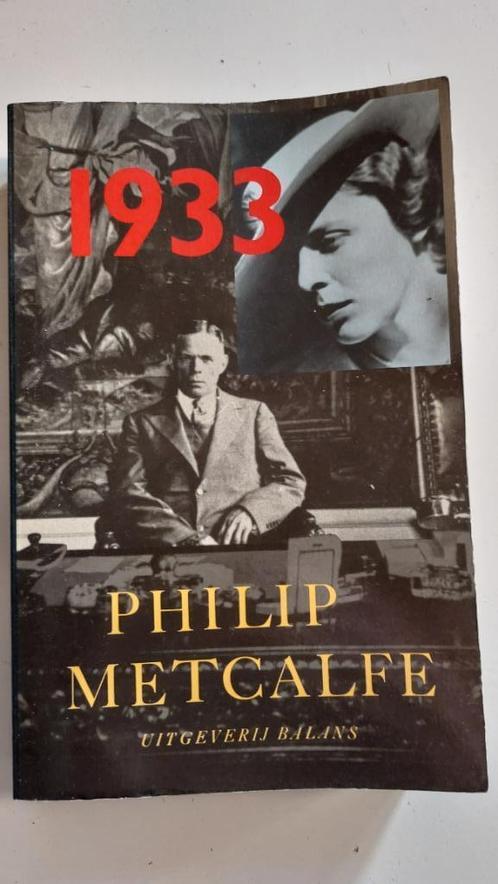 1933
PHILIP
METCALFE
UITGEVERIJ BALANS